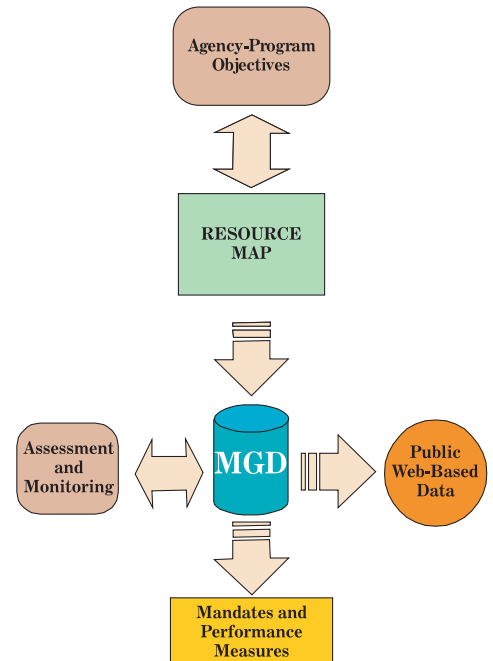 Agency-Program
Objectives
RESOURCE
MAP
Assessment
and
Monitoring
MGD
Public
Web-Based
Data
Mandates and
Performance
Measures